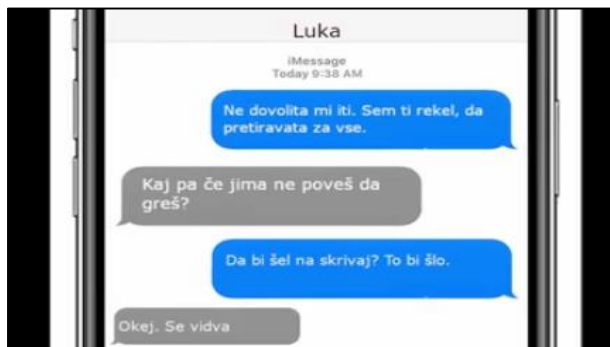 Luka
iMessage
Today 9:38 AM
Ne dovolita mi iti. Sem ti rekel, da
pretiravata za vse.
Kaj pa če jima ne poveš da
greš?
Da bi šel na skrivaj? To bi šlo.
Okej. Se vidva